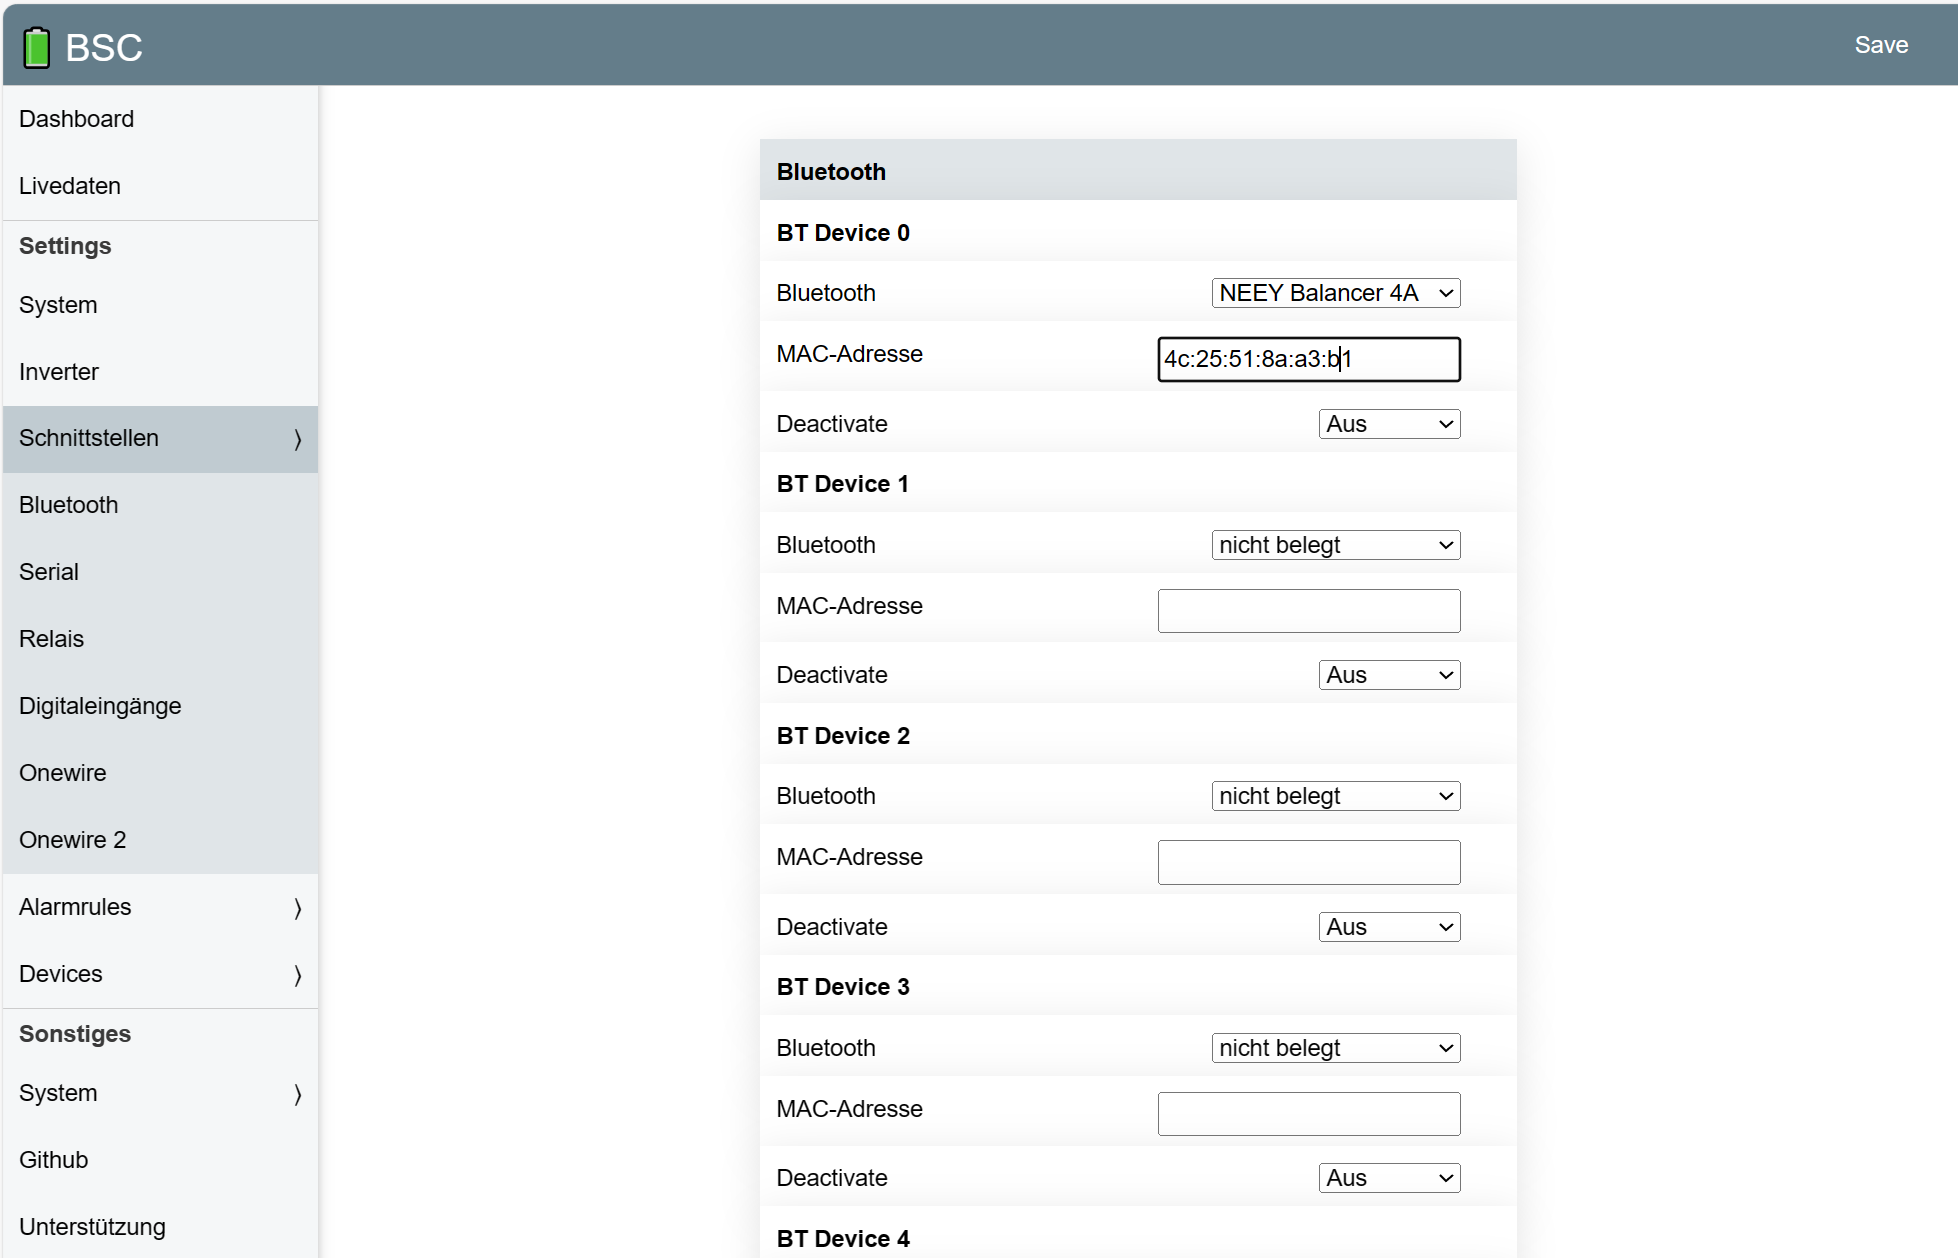 BSC
Save
Dashboard
Livedaten
Settings
System
Inverter
Schnittstellen
Bluetooth
Serial
Relais
Digitaleingänge
Onewire
Onewire 2
Alarmrules
Devices
Sonstiges
System
Github
Unterstützung
Bluetooth
BT Device 0
Bluetooth NEEY Balancer 4A
MAC-Adresse 4c:25:51:8a:a3:b1
Deactivate Aus
BT Device 1
Bluetooth nicht belegt
MAC-Adresse
Deactivate Aus
BT Device 2
Bluetooth nicht belegt
MAC-Adresse
Deactivate Aus
BT Device 3
Bluetooth nicht belegt
MAC-Adresse
Deactivate Aus
BT Device 4